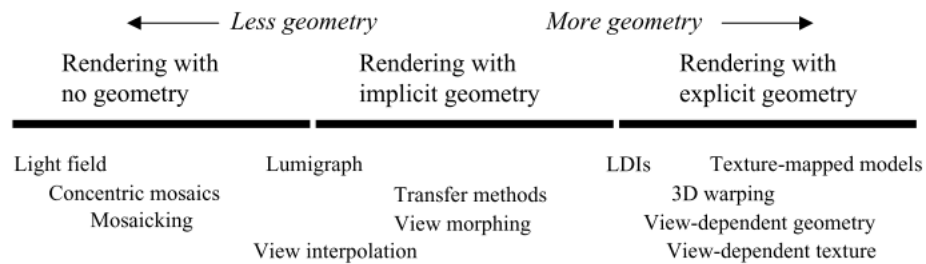 Less geometry More geometry
Rendering with Rendering with Rendering with
no geometry implicit geometry explicit geometry
Light field Lumigraph LDIs Texture-mapped models
Concentric mosaics Transfer methods 3D warping
Mosaicking View morphing View-dependent geometry
View interpolation View-dependent texture